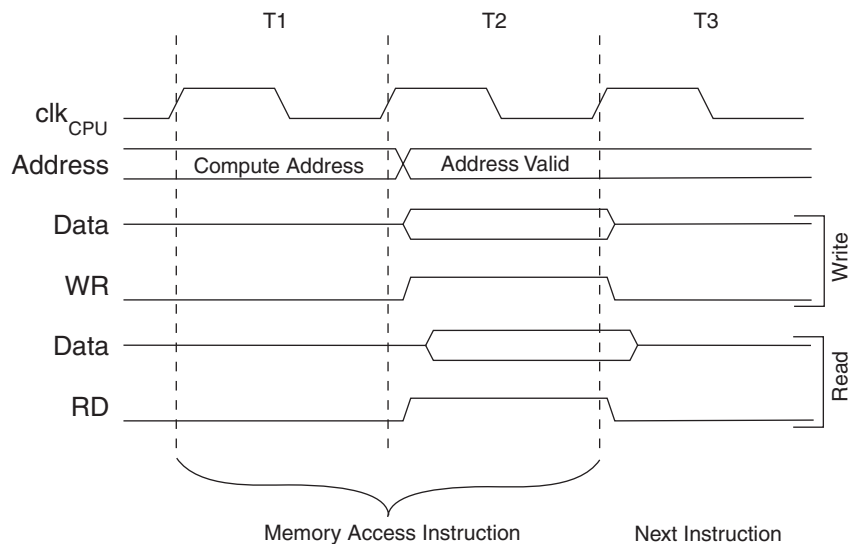 T1 T2 T3
clkCPU
Address Compute Address Address Valid
Data
WR
Write
Data
RD
Read
Memory Access Instruction Next Instruction